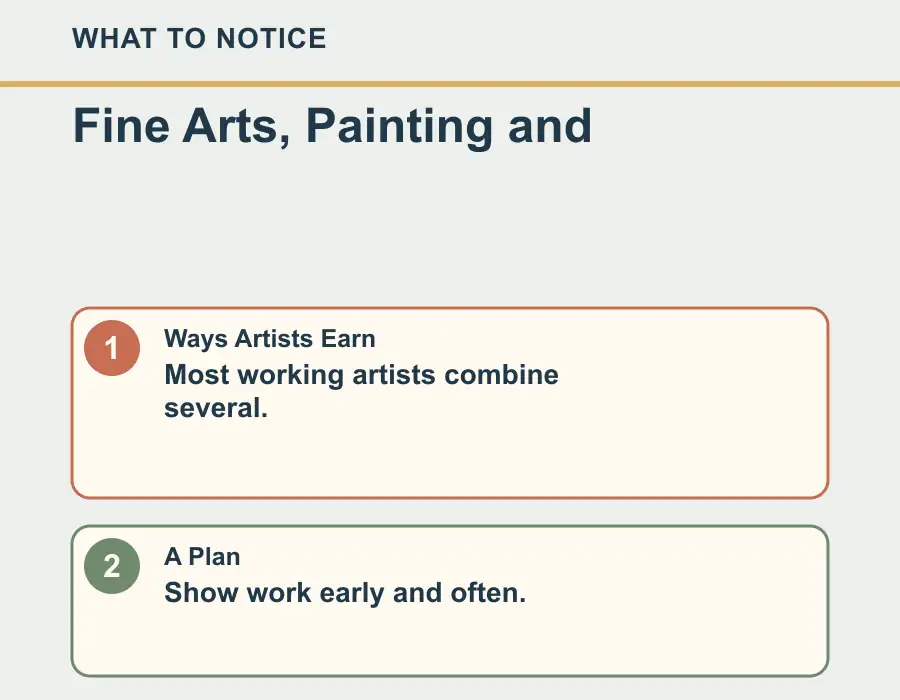 WHAT TO NOTICE
Fine Arts, Painting and
1
Ways Artists Earn
Most working artists combine
several.
2
A Plan
Show work early and often.